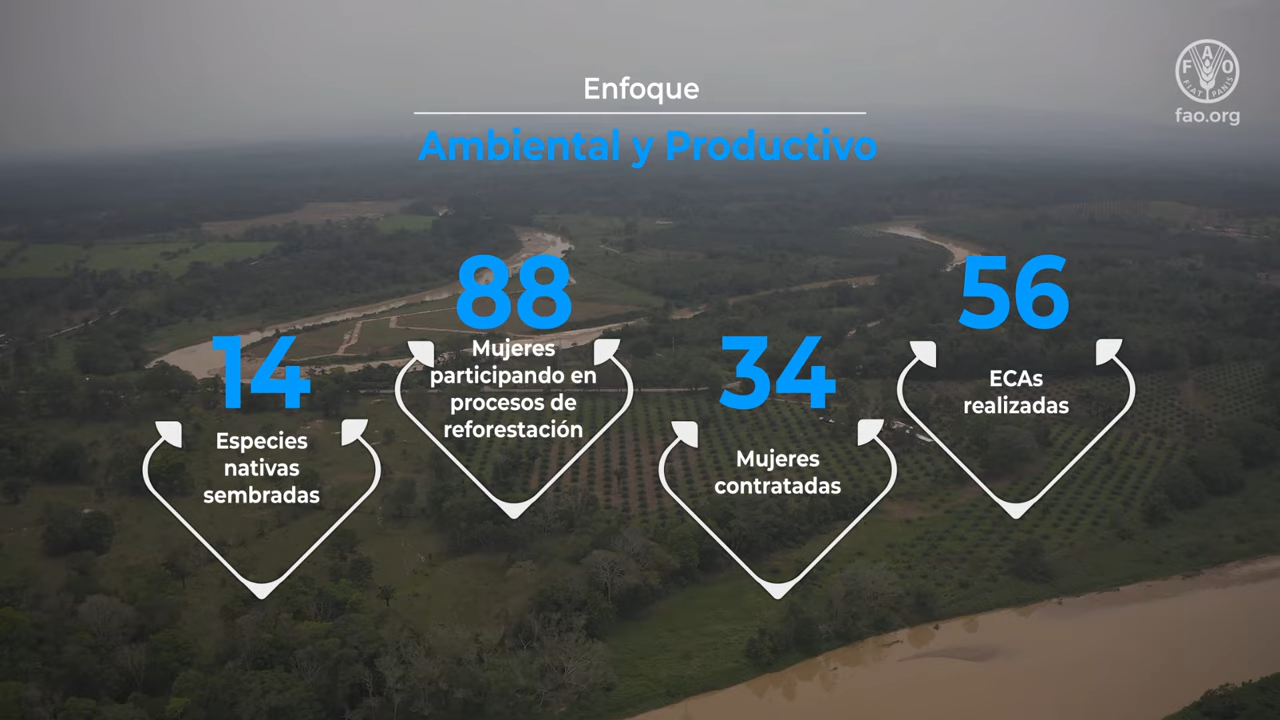 Enfoque
Ambiental y Productivo
FAO
FIAT PANIS
fao.org
14
Especies
nativas
sembradas
88
Mujeres
participando en
procesos de
reforestación
34
Mujeres
contratadas
56
ECAs
realizadas